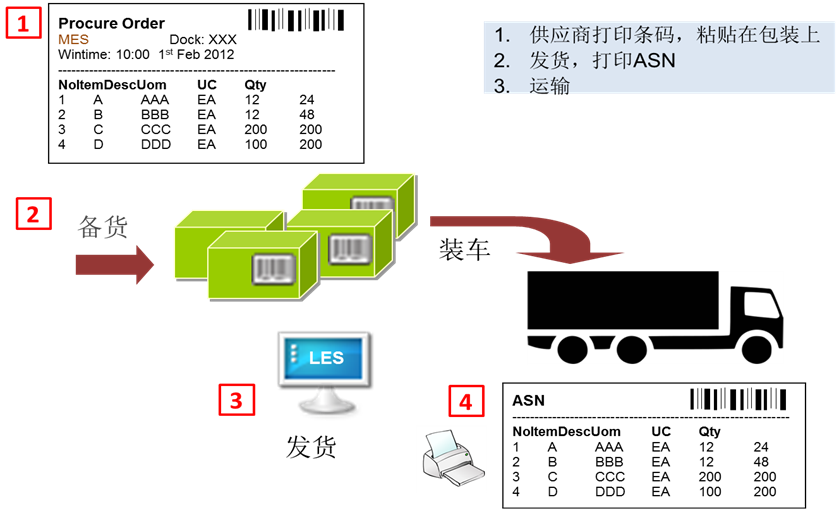 1
Procure Order
MES Dock: XXX
Wintime: 10:00 1st Feb 2012
NoItemDescUom UC Qty
1 A AAA EA 12 24
2 B BBB EA 12 48
3 C CCC EA 200 200
4 D DDD EA 100 200
1. 供应商打印条码，粘贴在包装上
2. 发货，打印ASN
3. 运输
2
备货
装车
LES
3
发货
4
ASN
NoItemDescUom UC Qty
1 A AAA EA 12 24
2 B BBB EA 12 48
3 C CCC EA 200 200
4 D DDD EA 100 200